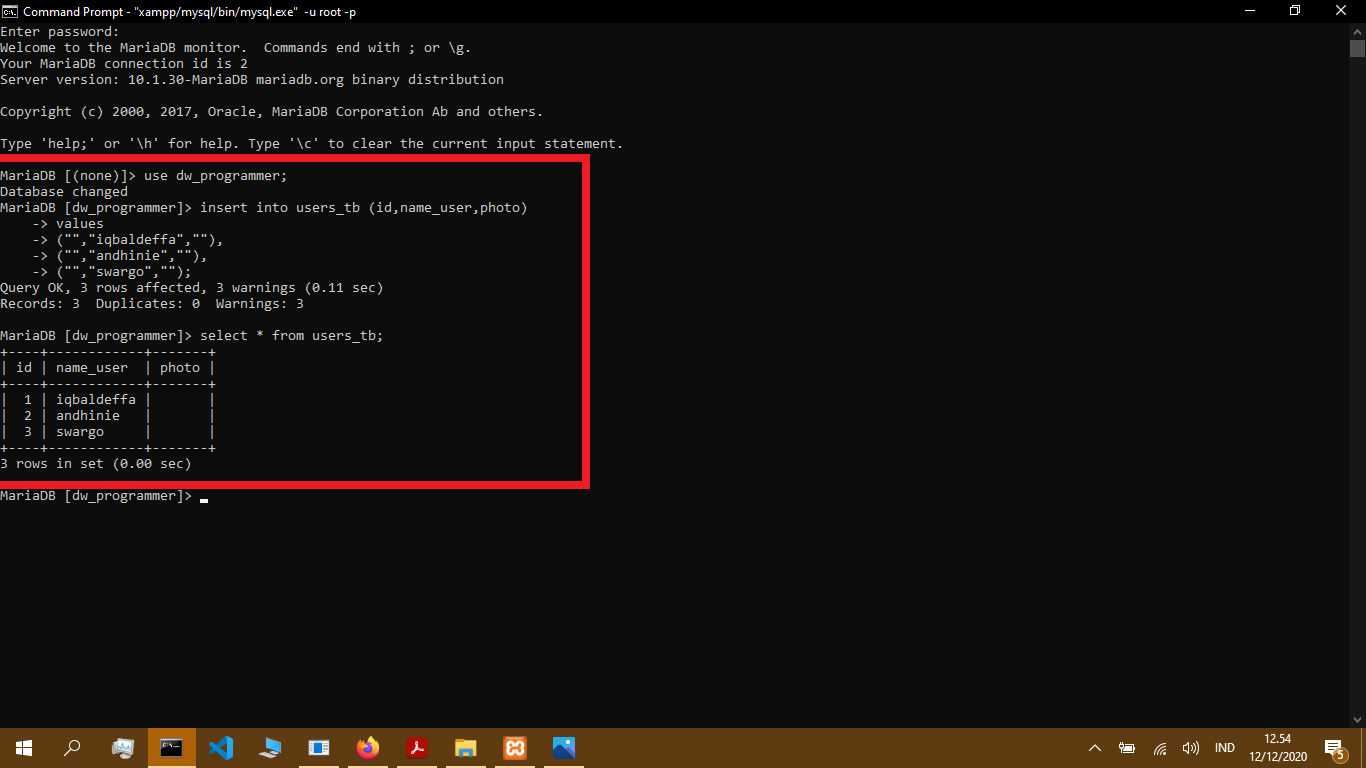 Command Prompt - "xampp/mysql/bin/mysql.exe" -u root -p
Enter password:
Welcome to the MariaDB monitor.  Commands end with ; or \g.
Your MariaDB connection id is 2
Server version: 10.1.30-MariaDB mariadb.org binary distribution
Copyright (c) 2000, 2017, Oracle, MariaDB Corporation Ab and others.
Type 'help;' or '\h' for help. Type '\c' to clear the current input statement.
MariaDB [(none)]> use dw_programmer;
Database changed
MariaDB [dw_programmer]> insert into users_tb (id,name_user,photo)
    -> values
    -> ("","iqbaldeffa",""),
    -> ("","andhinie",""),
    -> ("","swargo","");
Query OK, 3 rows affected, 3 warnings (0.11 sec)
Records: 3  Duplicates: 0  Warnings: 3
MariaDB [dw_programmer]> select * from users_tb;
+----+------------+-------+
| id | name_user  | photo |
+----+------------+-------+
|  1 | iqbaldeffa |       |
|  2 | andhinie   |       |
|  3 | swargo     |       |
+----+------------+-------+
3 rows in set (0.00 sec)
MariaDB [dw_programmer]> _
IND
12.54
12/12/2020
5